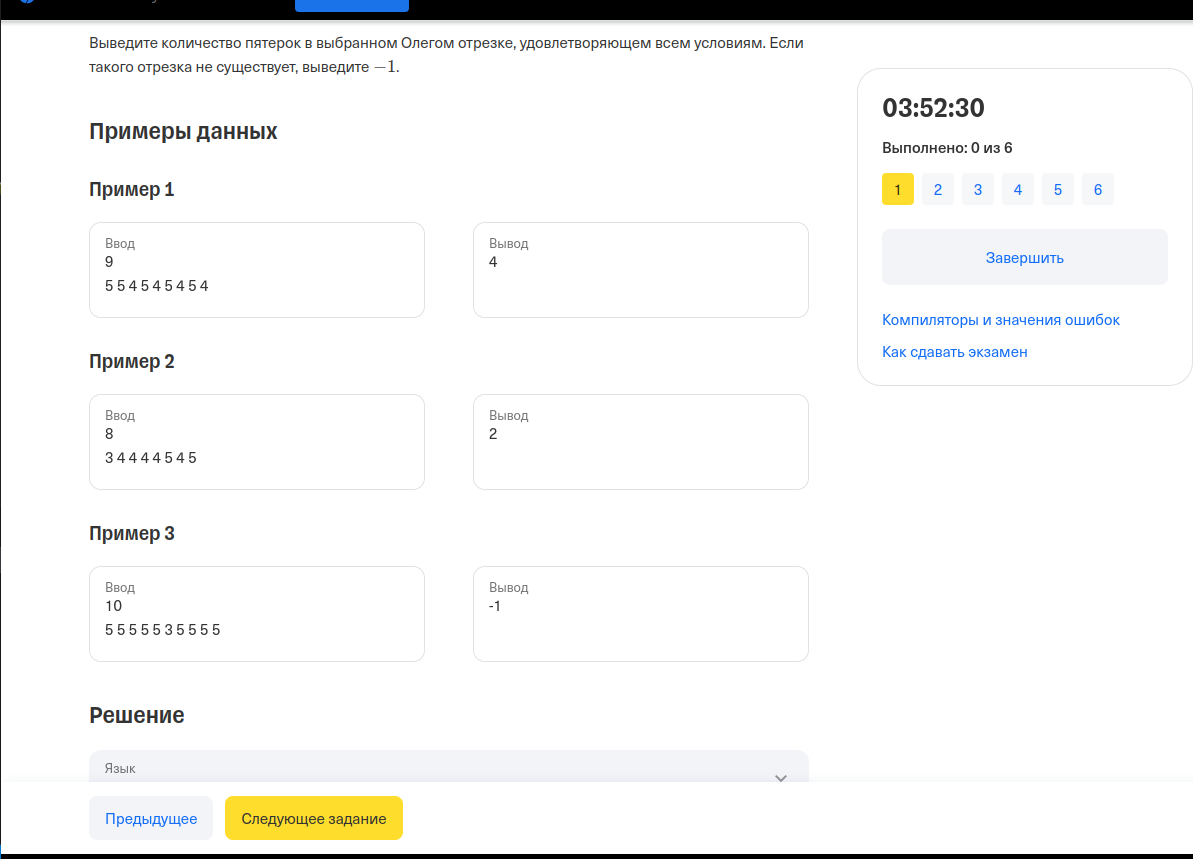 Выведите количество пятерок в выбранном Олегом отрезке, удовлетворяющем всем условиям. Если
такого отрезка не существует, выведите −1.
03:52:30
Выполнено: 0 из 6
1 2 3 4 5 6
Завершить
Компиляторы и значения ошибок
Как сдавать экзамен
Примеры данных
Пример 1
Ввод
9
5 5 4 5 4 5 4 5 4
Вывод
4
Пример 2
Ввод
8
3 4 4 4 4 5 4 5
Вывод
2
Пример 3
Ввод
10
5 5 5 5 5 3 5 5 5 5
Вывод
-1
Решение
Язык
Предыдущее
Следующее задание